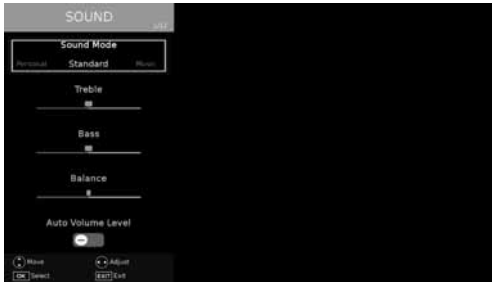 SOUND
Sound Mode
Personal Standard Music
Treble
Bass
Balance
Auto Volume Level
Move Adjust
OK Select EXIT Exit